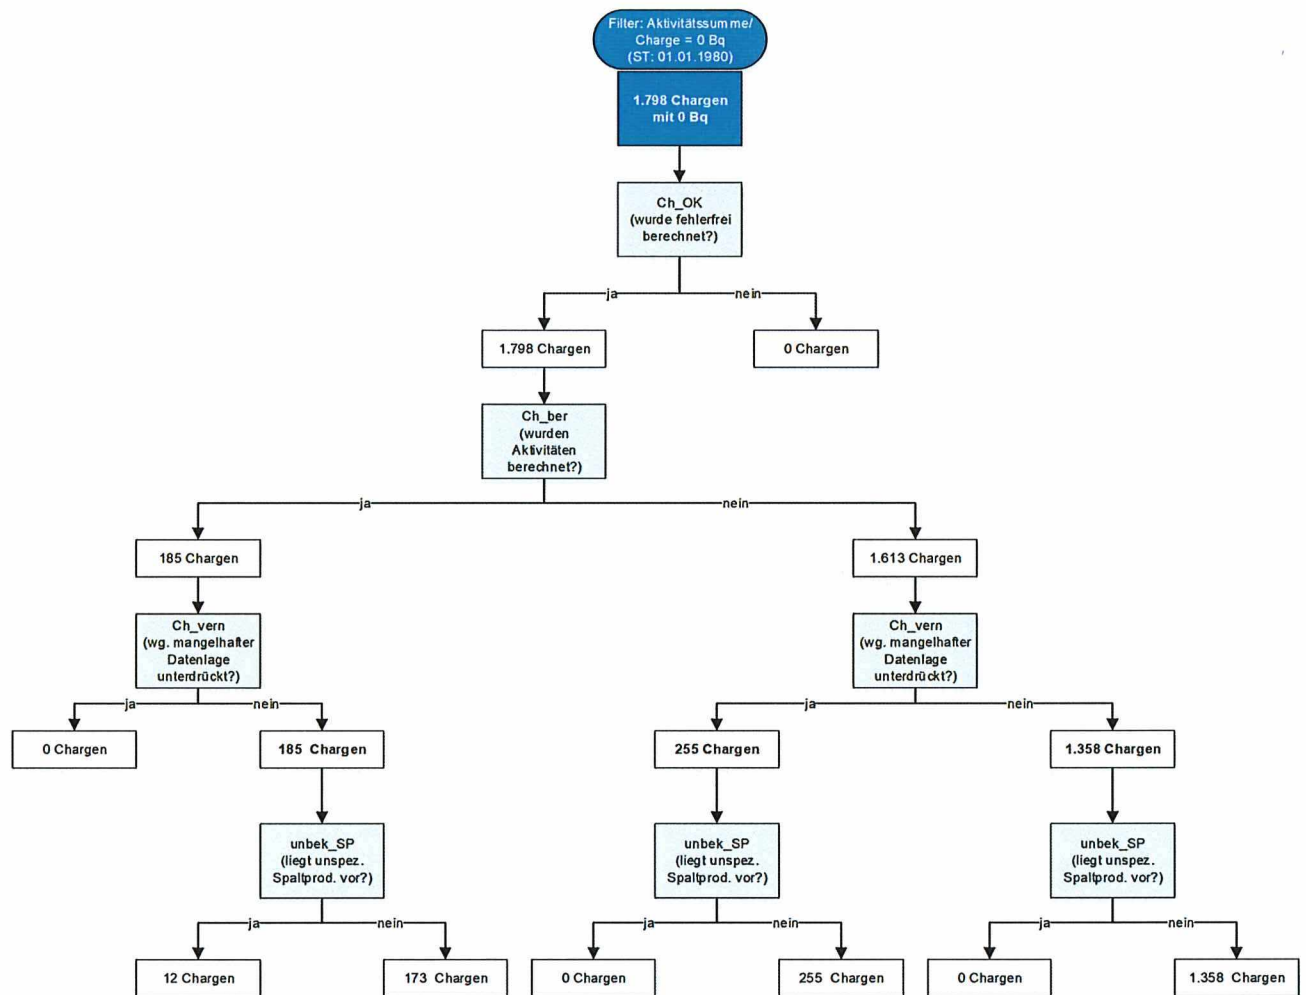 Filter: Aktivitätssumme/
Charge = 0 Bq
(ST: 01.01.1980)
1.798 Chargen
mit 0 Bq
Ch_OK
(wurde fehlerfrei
berechnet?)
ja
nein
1.798 Chargen
0 Chargen
Ch_ber
(wurden
Aktivitäten
berechnet?)
ja
nein
185 Chargen
1.613 Chargen
Ch_vern
(wg. mangelhafter
Datenlage
unterdrückt?)
Ch_vern
(wg. mangelhafter
Datenlage
unterdrückt?)
ja
nein
ja
nein
0 Chargen
185 Chargen
255 Chargen
1.358 Chargen
unbek_SP
(liegt unspez.
Spaltprod. vor?)
unbek_SP
(liegt unspez.
Spaltprod. vor?)
unbek_SP
(liegt unspez.
Spaltprod. vor?)
ja
nein
ja
nein
ja
nein
12 Chargen
173 Chargen
0 Chargen
255 Chargen
0 Chargen
1.358 Chargen